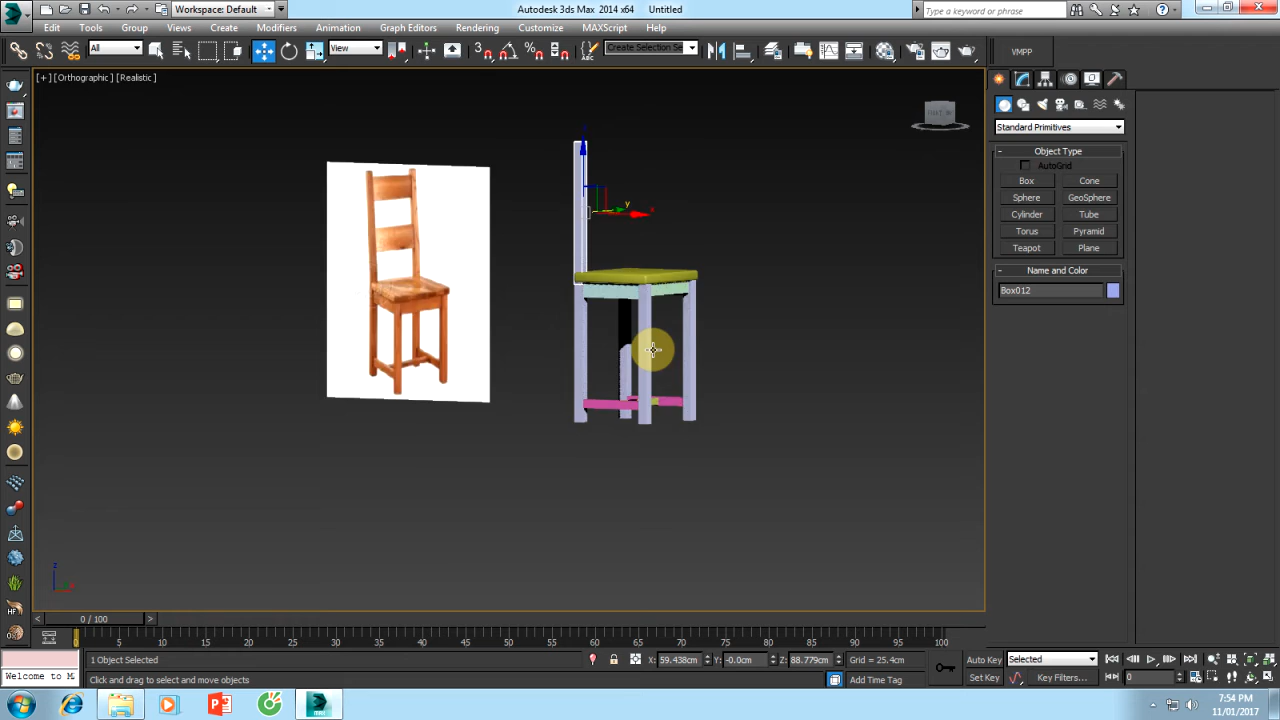 Workspace: Default
Autodesk 3ds Max 2014 x64 Untitled
Type a keyword or phrase
Edit Tools Group Views Create Modifiers Animation Graph Editors Rendering Customize MAXScript Help
All View Create Selection Se VMPP
[+] [Orthographic] [Realistic]
Standard Primitives
z
Object Type
AutoGrid
Box Cone
Sphere GeoSphere
Cylinder Tube
Torus Pyramid
Teapot Plane
y
x
Name and Color
Box012
z
x
HF
< 0 / 100 >
0 5 10 15 20 25 30 35 40 45 50 55 60 65 70 75 80 85 90 95 100
1 Object Selected X: 59.438cm Y: -0.0cm Z: 88.779cm Grid = 25.4cm Auto Key Selected
Welcome to M Click and drag to select and move objects Add Time Tag Set Key Key Filters... 0
7:54 PM
11/01/2017